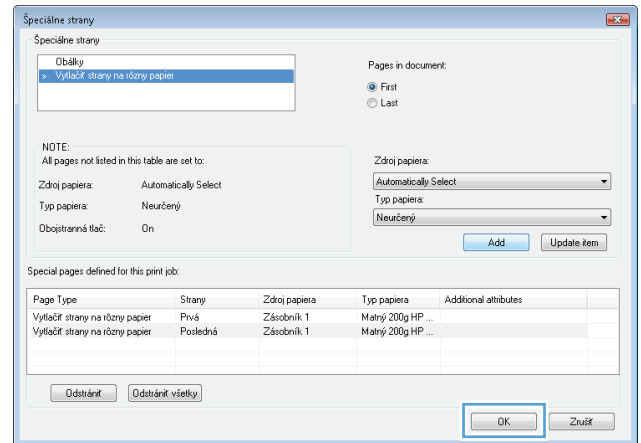 Špeciálne strany
Špeciálne strany
Obálky
» Vytlačiť strany na rôzny papier
Pages in document:
First
Last
NOTE:
All pages not listed in this table are set to:
Zdroj papiera: Automatically Select
Typ papiera: Neurčený
Obojstranná tlač: On
Zdroj papiera:
Automatically Select
Typ papiera:
Neurčený
Add Update item
Special pages defined for this print job:
Page Type Strany Zdroj papiera Typ papiera Additional attributes
Vytlačiť strany na rôzny papier Prvá Zásobník 1 Matný 200g HP ...
Vytlačiť strany na rôzny papier Posledná Zásobník 1 Matný 200g HP ...
Odstrániť Odstrániť všetky
OK Zrušiť